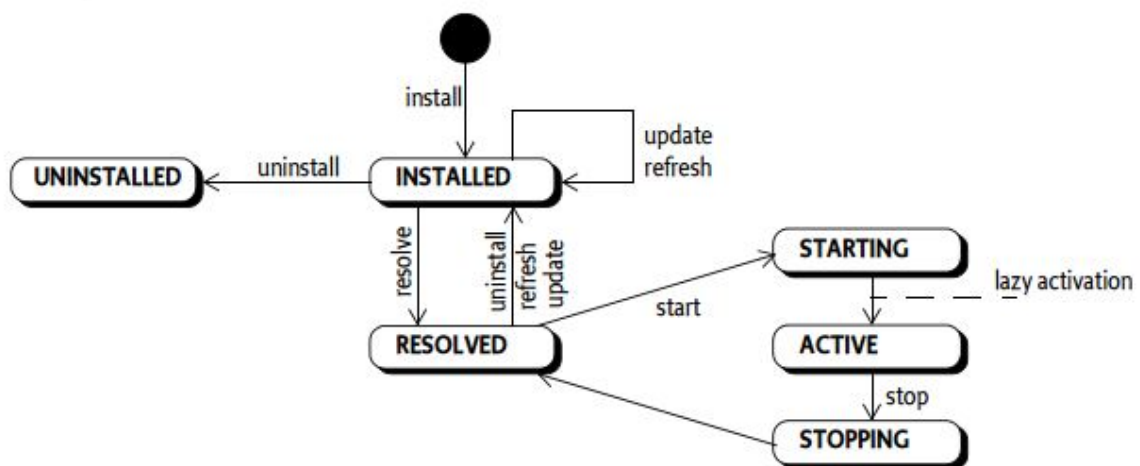 install
update
refresh
uninstall
UNINSTALLED
INSTALLED
resolve
uninstall
refresh
update
STARTING
lazy activation
start
RESOLVED
ACTIVE
stop
STOPPING